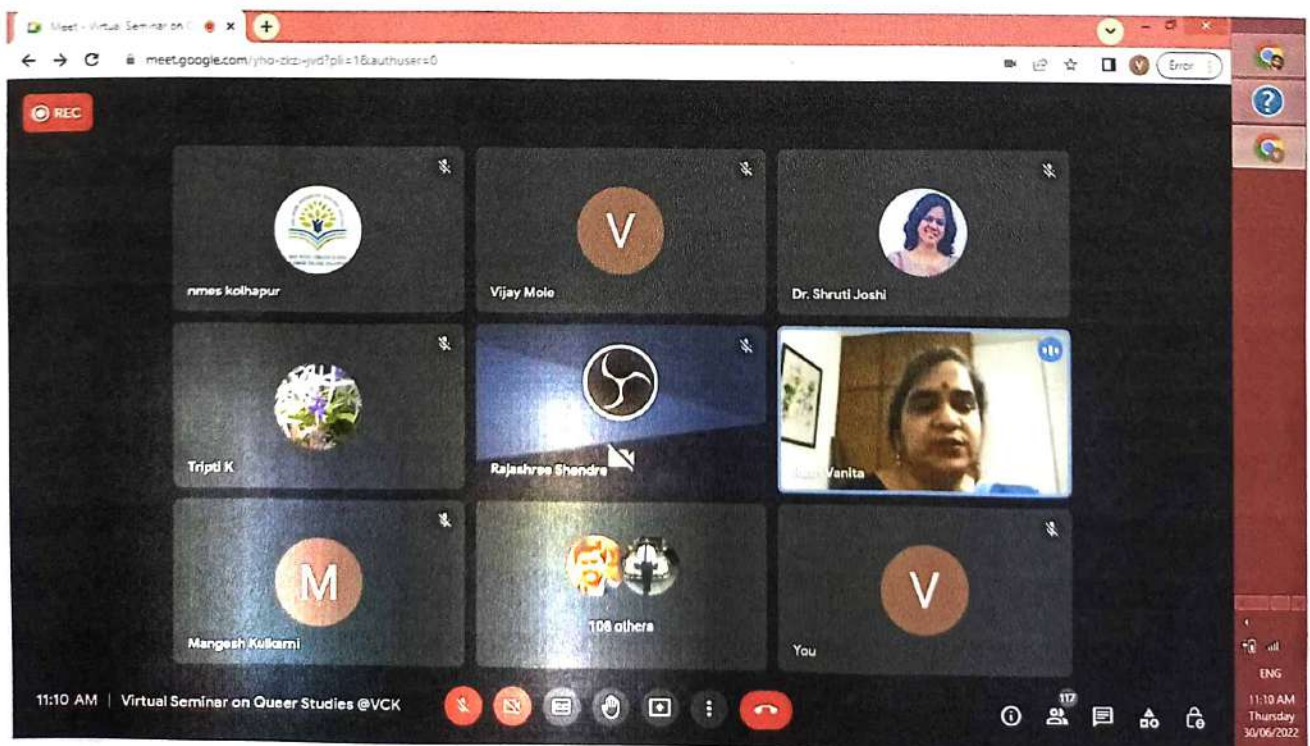 Meet - Virtual Seminar on
meet.google.com/yho-zkzi-jvd?pli=1&authuser=0
Error
REC
nmes kolhapur
V
Vijay Mole
Dr. Shruti Joshi
Tripti K
Rajashree Shendre
Vanita
M
Mangesh Kulkarni
108 others
V
You
11:10 AM | Virtual Seminar on Queer Studies @VCK
117
ENG
11:10 AM
Thursday
30/06/2022